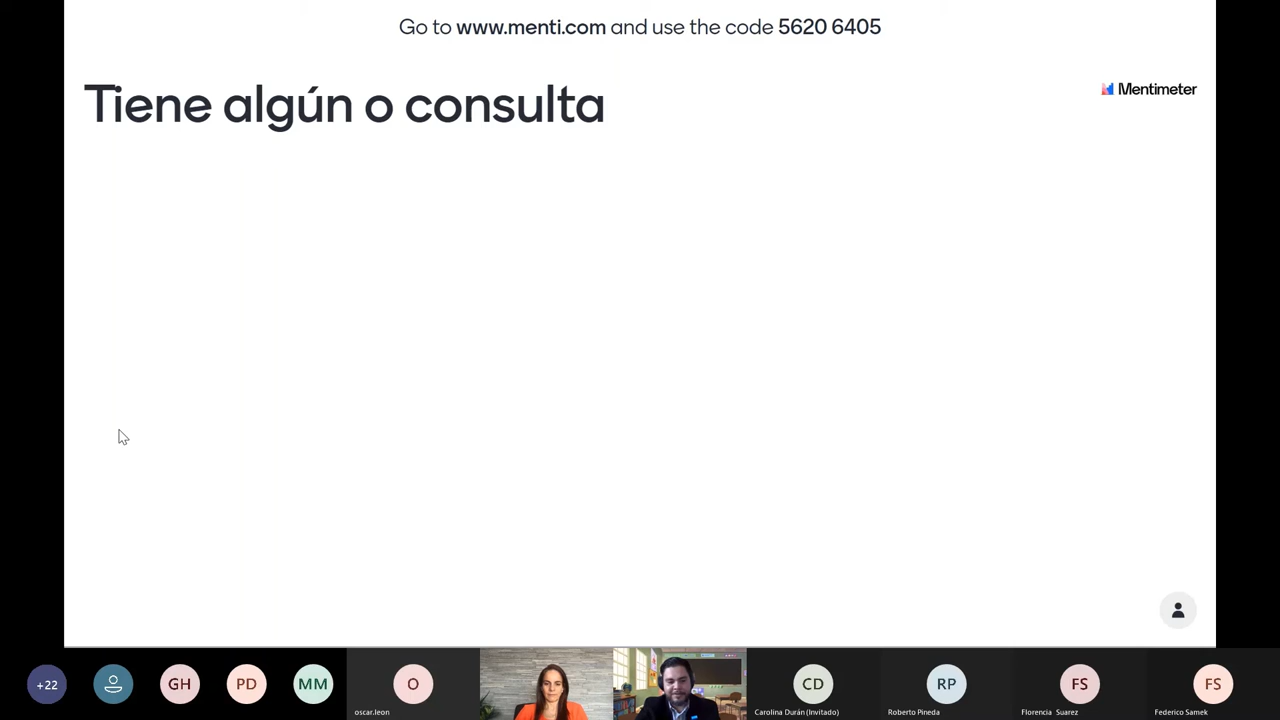 Go to www.menti.com and use the code 5620 6405
Tiene algún o consulta
Mentimeter
+22
GH
PD
MM
O
CD
RP
FS
FS
oscar.leon
Carolina Durán (Invitado)
Roberto Pineda
Florencia Suarez
Federico Samek